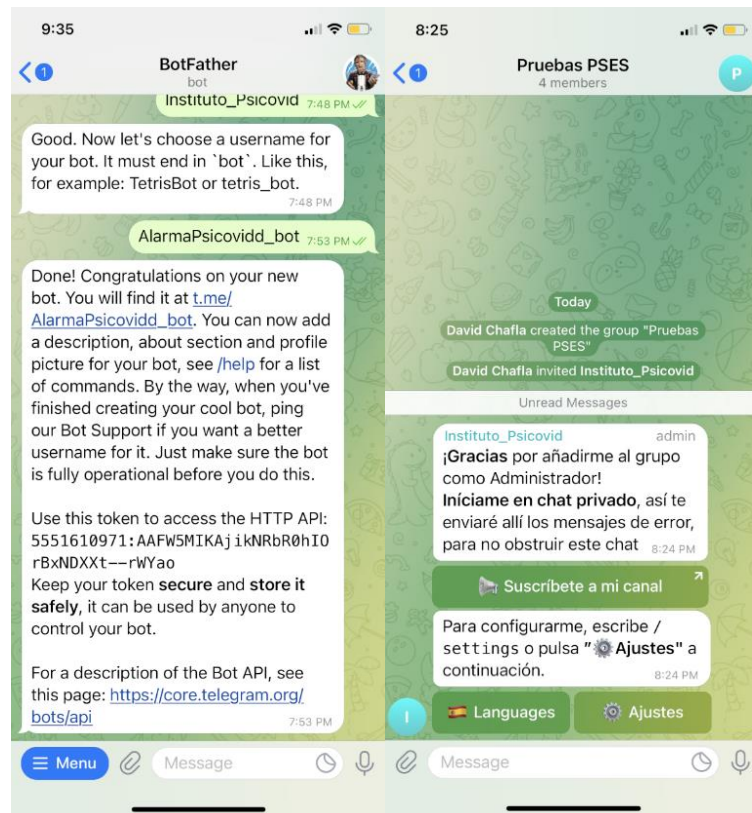 9:35
1
BotFather
bot
Instituto_Psicovid 7:48 PM
Good. Now let's choose a username for
your bot. It must end in `bot`. Like this,
for example: TetrisBot or tetris_bot.
7:48 PM
AlarmaPsicovidd_bot 7:53 PM
Done! Congratulations on your new
bot. You will find it at t.me/
AlarmaPsicovidd_bot. You can now add
a description, about section and profile
picture for your bot, see /help for a list
of commands. By the way, when you've
finished creating your cool bot, ping
our Bot Support if you want a better
username for it. Just make sure the bot
is fully operational before you do this.
Use this token to access the HTTP API:
5551610971:AAFW5MIKAjikNRbR0hIO
rBxNDXXt--rWYao
Keep your token secure and store it
safely, it can be used by anyone to
control your bot.
For a description of the Bot API, see
this page: https://core.telegram.org/
bots/api
7:53 PM
Menu
Message
8:25
1
Pruebas PSES
4 members
P
Today
David Chafla created the group "Pruebas
PSES"
David Chafla invited Instituto_Psicovid
Unread Messages
Instituto_Psicovid admin
¡Gracias por añadirme al grupo
como Administrador!
Iníciame en chat privado, así te
enviaré allí los mensajes de error,
para no obstruir este chat 8:24 PM
Suscríbete a mi canal
Para configurarme, escribe /
settings o pulsa "⚙️Ajustes" a
continuación.
8:24 PM
I
Languages
Ajustes
Message